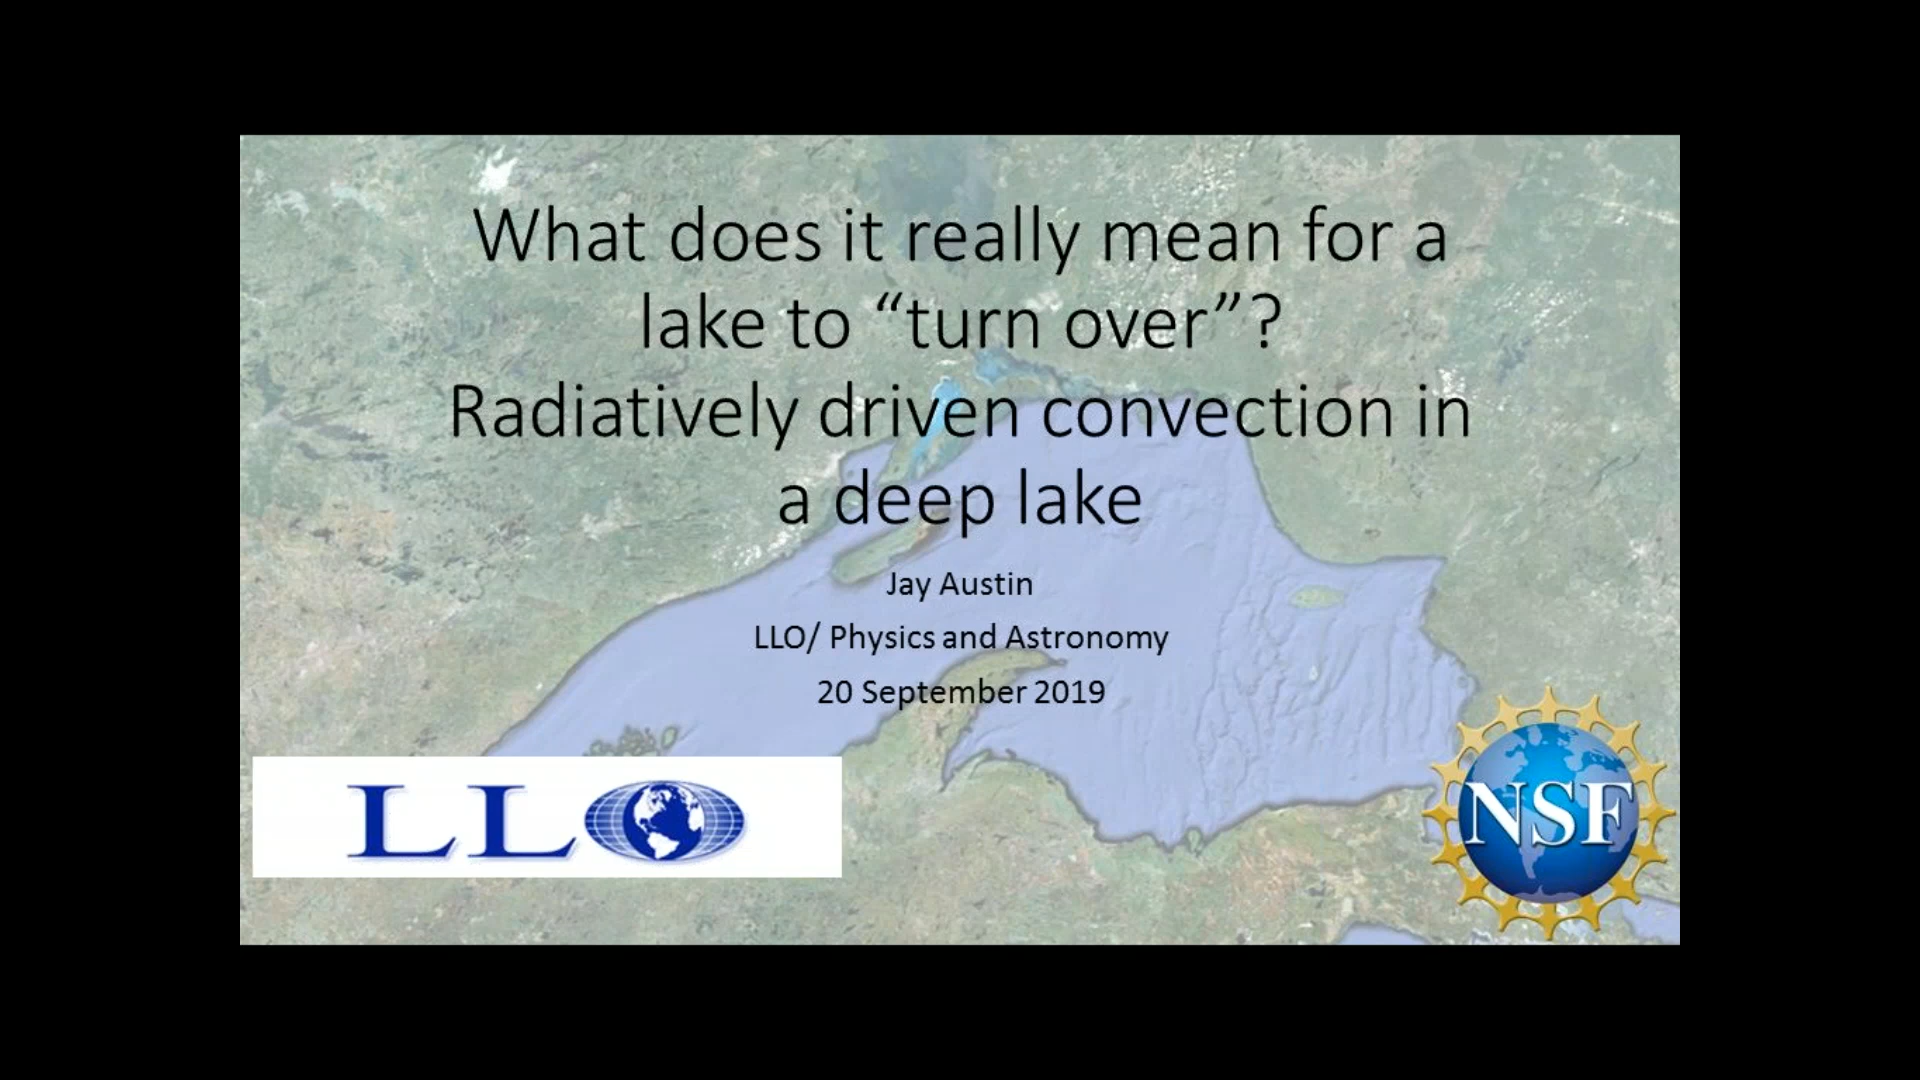 What does it really mean for a
lake to “turn over”?
Radiatively driven convection in
a deep lake
Jay Austin
LLO/ Physics and Astronomy
20 September 2019
LLO
NSF